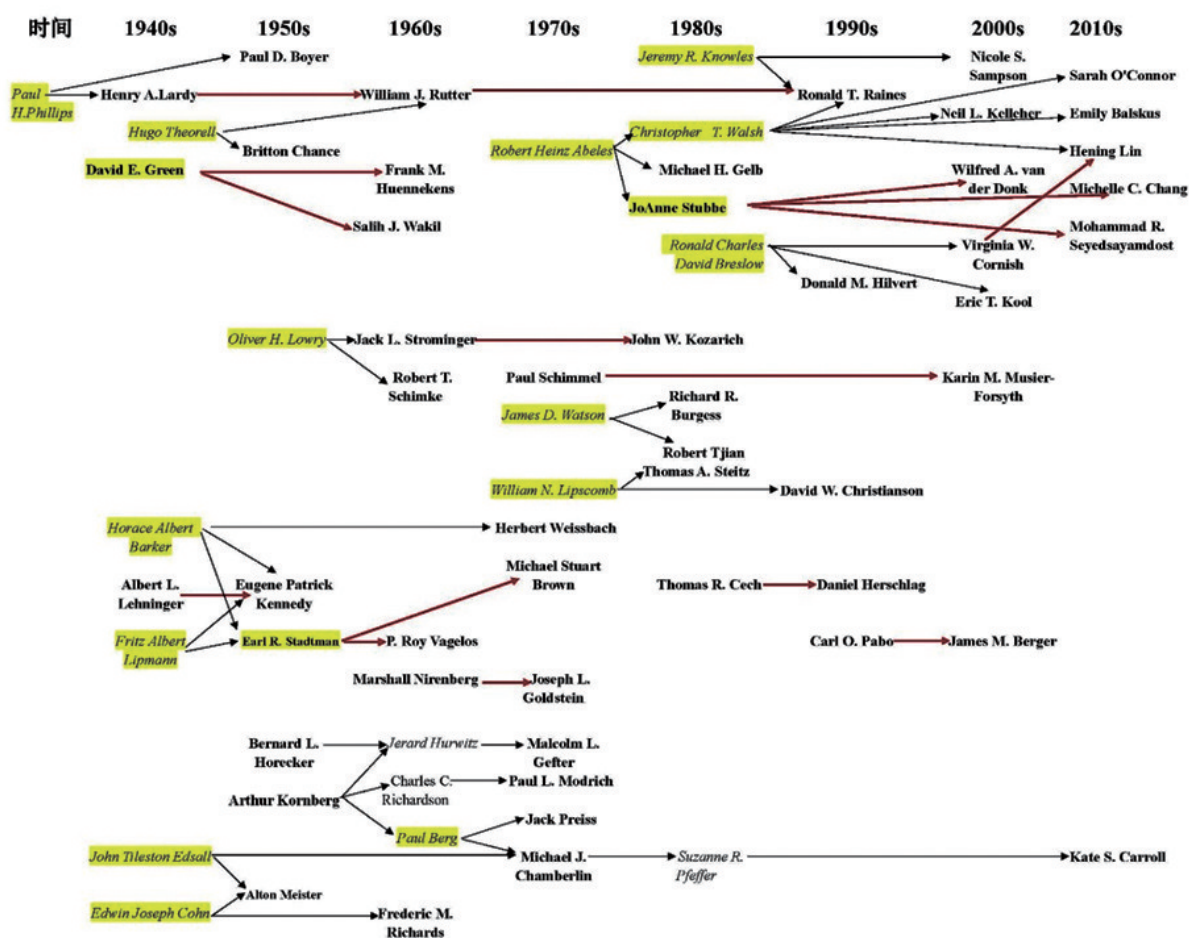 时间 1940s 1950s 1960s 1970s 1980s 1990s 2000s 2010s
Paul D. Boyer
Jeremy R. Knowles
Nicole S.
Sampson
Sarah O'Connor
Paul
H.Phillips
Henry A.Lardy
William J. Rutter
Ronald T. Raines
Hugo Theorell
Christopher T. Walsh
Neil L. Kelleher
Emily Balskus
Britton Chance
Robert Heinz Abeles
Hening Lin
David E. Green
Frank M.
Huennekens
Michael H. Gelb
Wilfred A. van
der Donk
Michelle C. Chang
JoAnne Stubbe
Salih J. Wakil
Mohammad R.
Seyedsayamdost
Ronald Charles
David Breslow
Virginia W.
Cornish
Donald M. Hilvert
Eric T. Kool
Oliver H. Lowry
Jack L. Strominger
John W. Kozarich
Robert T.
Schimke
Paul Schimmel
Karin M. Musier-
Forsyth
James D. Watson
Richard R.
Burgess
Robert Tjian
Thomas A. Steitz
William N. Lipscomb
David W. Christianson
Horace Albert
Barker
Herbert Weissbach
Michael Stuart
Brown
Albert L.
Lehninger
Eugene Patrick
Kennedy
Thomas R. Cech
Daniel Herschlag
Fritz Albert
Lipmann
Earl R. Stadtman
P. Roy Vagelos
Carl O. Pabo
James M. Berger
Marshall Nirenberg
Joseph L.
Goldstein
Bernard L.
Horecker
Jerard Hurwitz
Malcolm L.
Gefter
Charles C.
Richardson
Paul L. Modrich
Arthur Kornberg
Jack Preiss
Paul Berg
John Tileston Edsall
Michael J.
Chamberlin
Suzanne R.
Pfeffer
Kate S. Carroll
Alton Meister
Edwin Joseph Cohn
Frederic M.
Richards